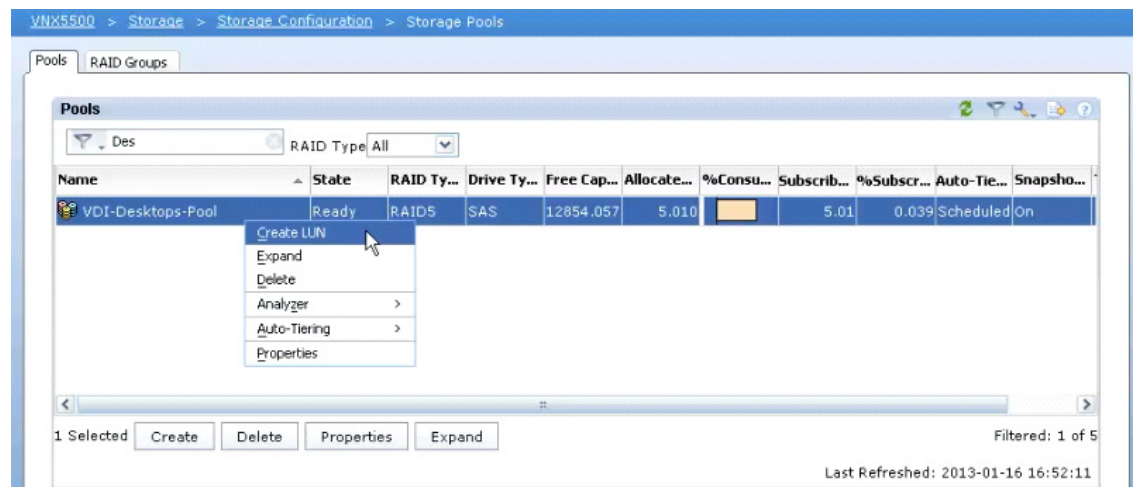 VNX5500 > Storage > Storage Configuration > Storage Pools
Pools RAID Groups
Pools
Des RAID Type All
Name State RAID Ty... Drive Ty... Free Cap... Allocate... %Consu... Subscrib... %Subscr... Auto-Tie... Snapsho...
VDI-Desktops-Pool Ready RAID5 SAS 12854.057 5.010 5.01 0.039 Scheduled On
Create LUN
Expand
Delete
Analyzer >
Auto-Tiering >
Properties
1 Selected Create Delete Properties Expand Filtered: 1 of 5
Last Refreshed: 2013-01-16 16:52:11